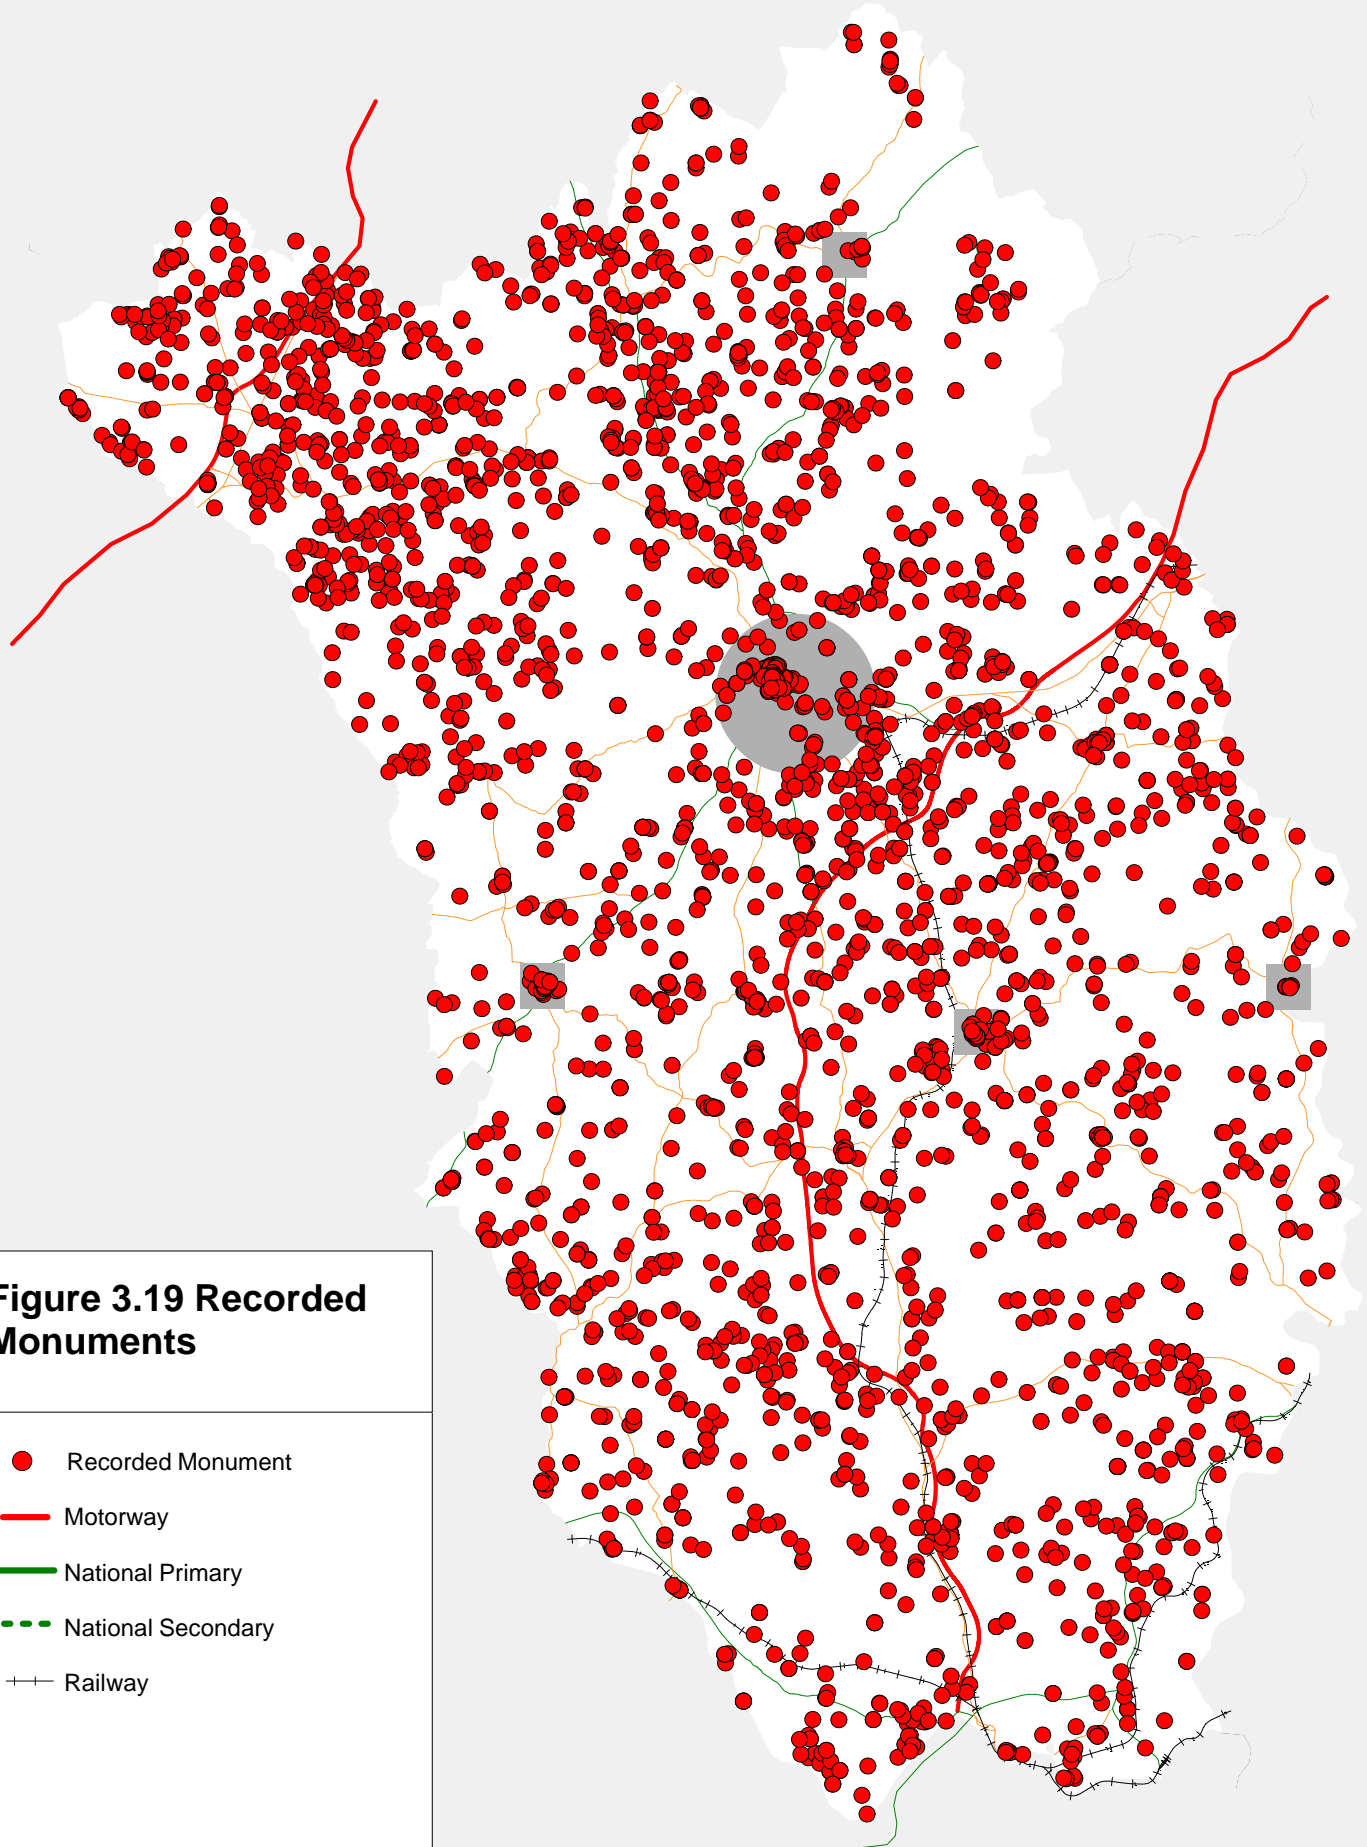 Figure 3.19 Recorded
Monuments
Recorded Monument
Motorway
National Primary
National Secondary
Railway